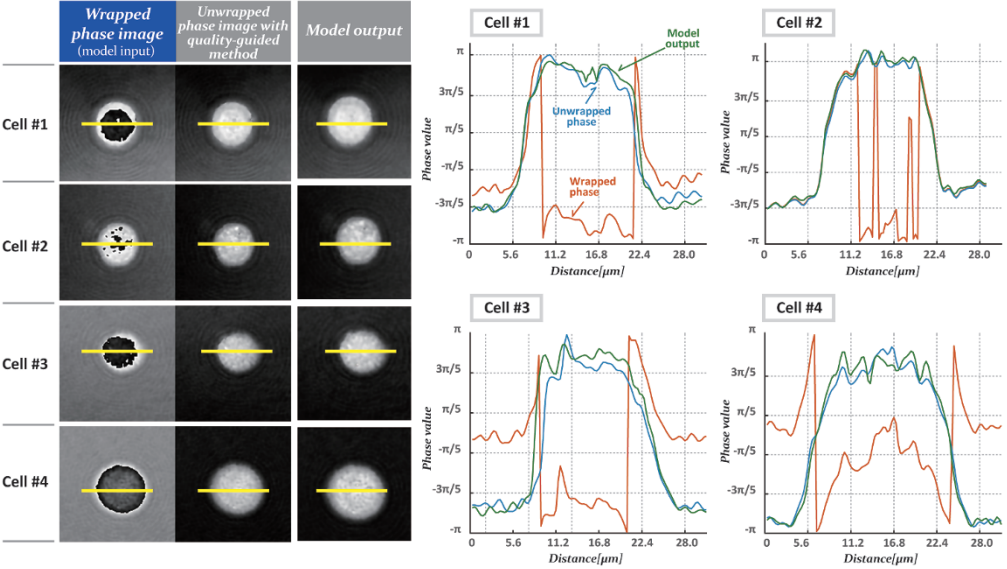 Wrapped
phase image
(model input)
Unwrapped
phase image with
quality-guided
method
Model output
Cell #1
Cell #2
Cell #3
Cell #4
Cell #1
π
3π/5
π/5
-π/5
-3π/5
-π
Phase value
Model
output
Unwrapped
phase
Wrapped
phase
0 5.6 11.2 16.8 22.4 28.0
Distance[μm]
Cell #2
π
3π/5
π/5
-π/5
-3π/5
-π
Phase value
0 5.6 11.2 16.8 22.4 28.0
Distance[μm]
Cell #3
π
3π/5
π/5
-π/5
-3π/5
-π
Phase value
0 5.6 11.2 16.8 22.4 28.0
Distance[μm]
Cell #4
π
3π/5
π/5
-π/5
-3π/5
-π
Phase value
0 5.6 11.2 16.8 22.4 28.0
Distance[μm]